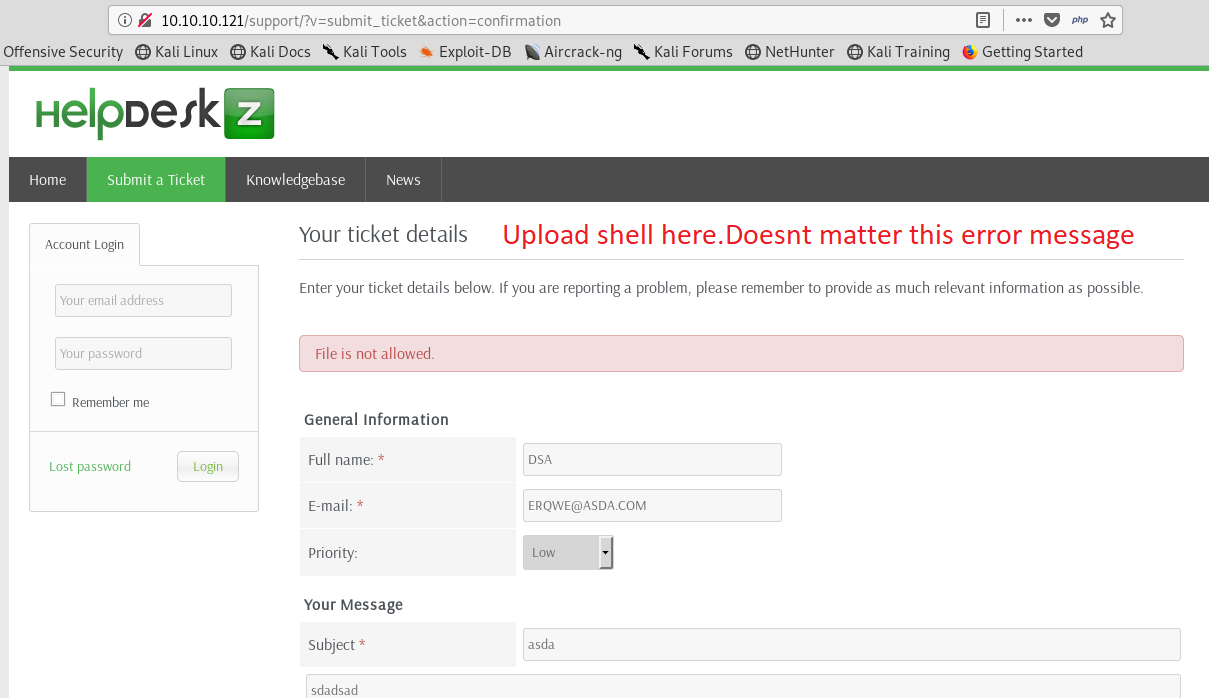 10.10.10.121/support/?v=submit_ticket&action=confirmation
php
Offensive Security Kali Linux Kali Docs Kali Tools Exploit-DB Aircrack-ng Kali Forums NetHunter Kali Training Getting Started
HelpDesk Z
Home Submit a Ticket Knowledgebase News
Account Login
Your email address
Your password
Remember me
Lost password Login
Your ticket details Upload shell here.Doesnt matter this error message
Enter your ticket details below. If you are reporting a problem, please remember to provide as much relevant information as possible.
File is not allowed.
General Information
Full name: * DSA
E-mail: * ERQWE@ASDA.COM
Priority: Low
Your Message
Subject * asda
sdadsad